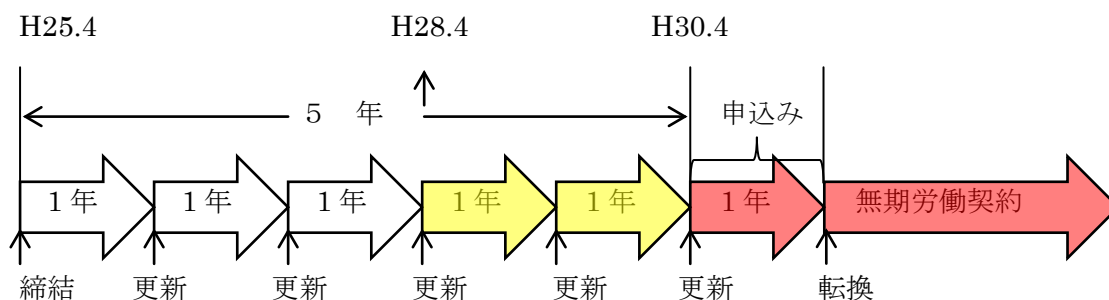 H25.4 H28.4 H30.4
5 年 申込み
1年 1年 1年 1年 1年 1年 無期労働契約
締結 更新 更新 更新 更新 更新 転換